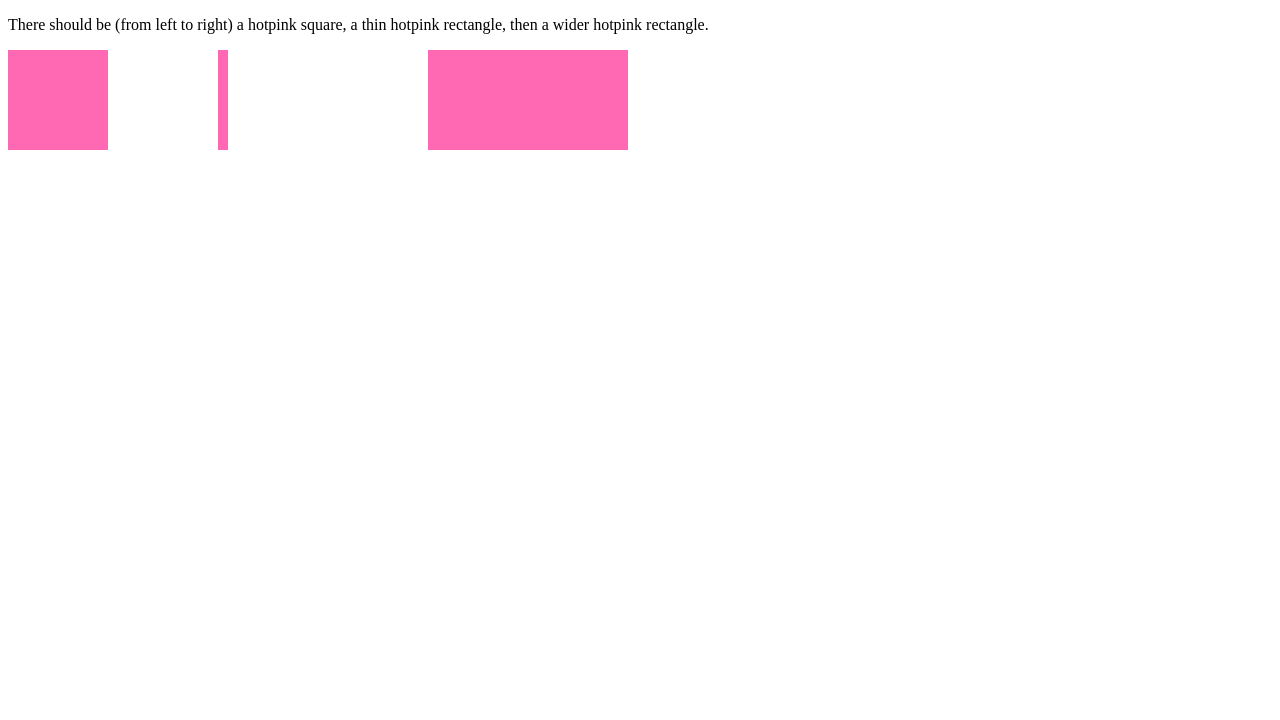 There should be (from left to right) a hotpink square, a thin hotpink rectangle, then a wider hotpink rectangle.